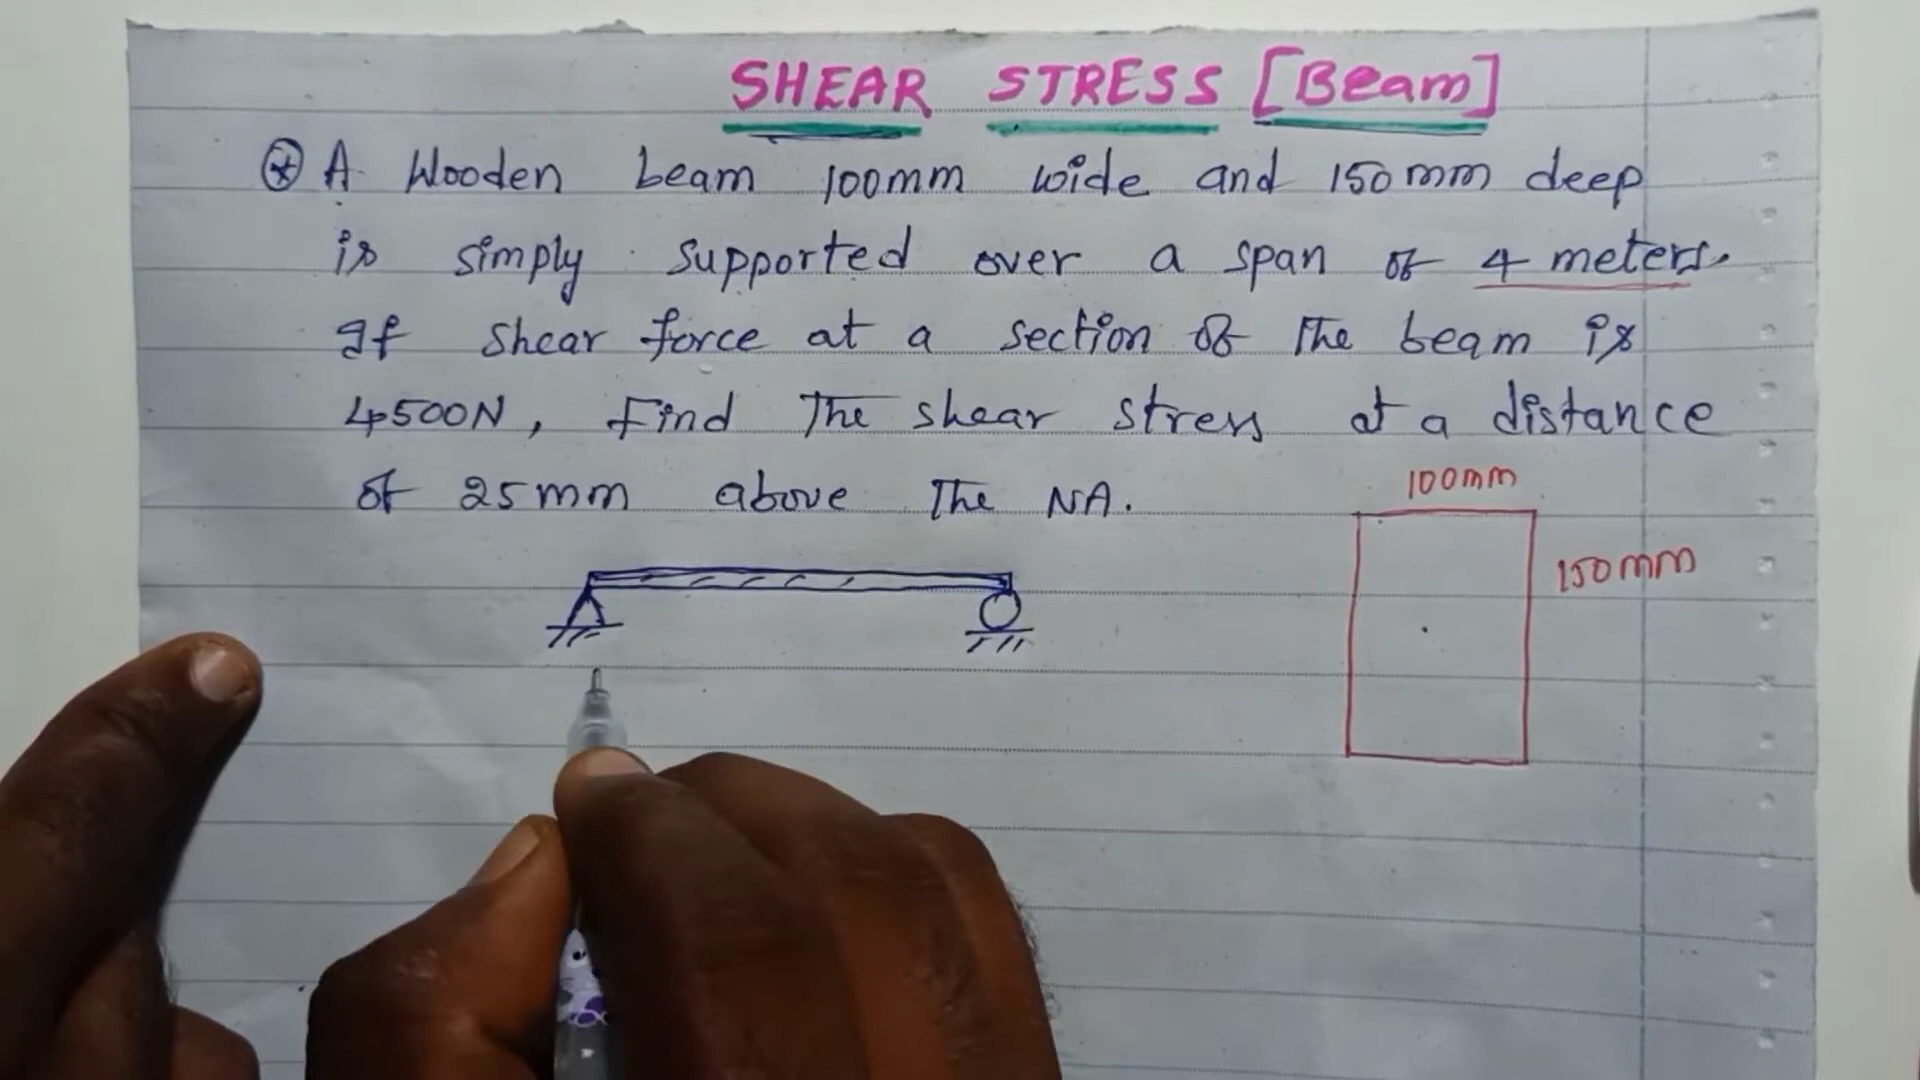 SHEAR STRESS [Beam]
A Wooden beam 100mm wide and 150mm deep
is simply supported over a span of 4 meters.
If shear force at a section of the beam is
4500N, Find The shear stress at a distance
of 25mm above The NA.
100mm
150mm